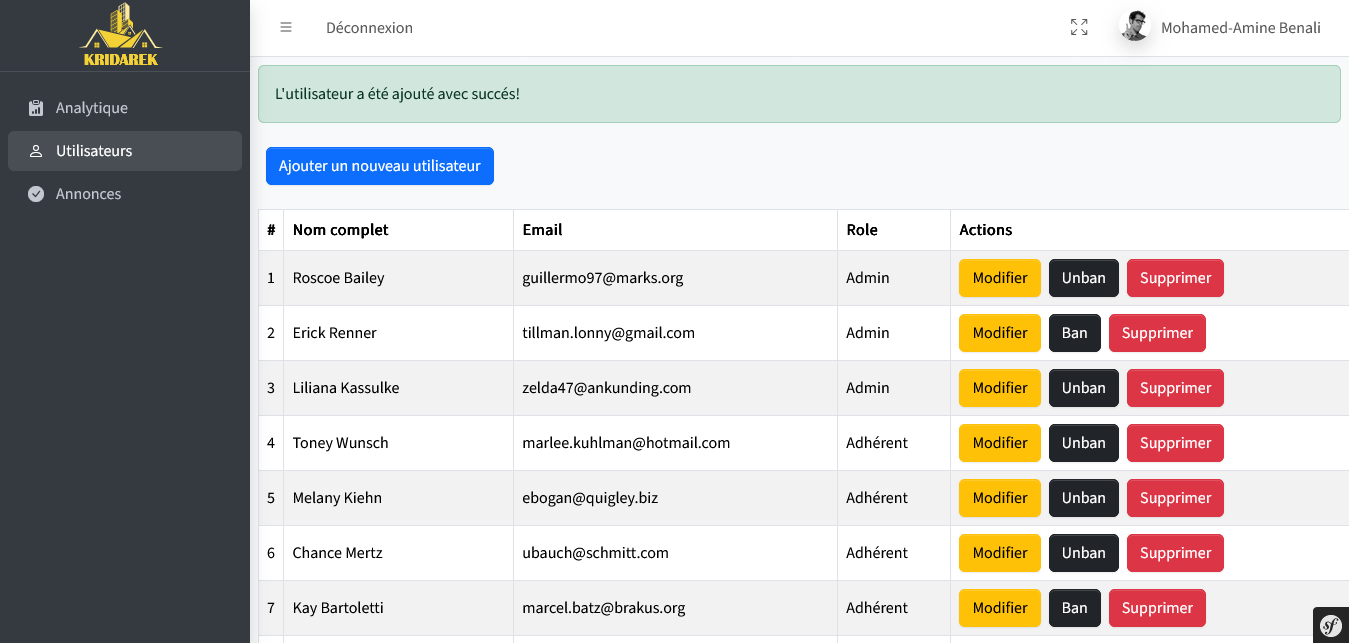 KRIDAREK
Déconnexion
Mohamed-Amine Benali
Analytique
Utilisateurs
Annonces
L'utilisateur a été ajouté avec succés!
Ajouter un nouveau utilisateur
# Nom complet Email Role Actions
1 Roscoe Bailey guillermo97@marks.org Admin Modifier Unban Supprimer
2 Erick Renner tillman.lonny@gmail.com Admin Modifier Ban Supprimer
3 Liliana Kassulke zelda47@ankunding.com Admin Modifier Unban Supprimer
4 Toney Wunsch marlee.kuhlman@hotmail.com Adhérent Modifier Unban Supprimer
5 Melany Kiehn ebogan@quigley.biz Adhérent Modifier Unban Supprimer
6 Chance Mertz ubauch@schmitt.com Adhérent Modifier Unban Supprimer
7 Kay Bartoletti marcel.batz@brakus.org Adhérent Modifier Ban Supprimer
sf